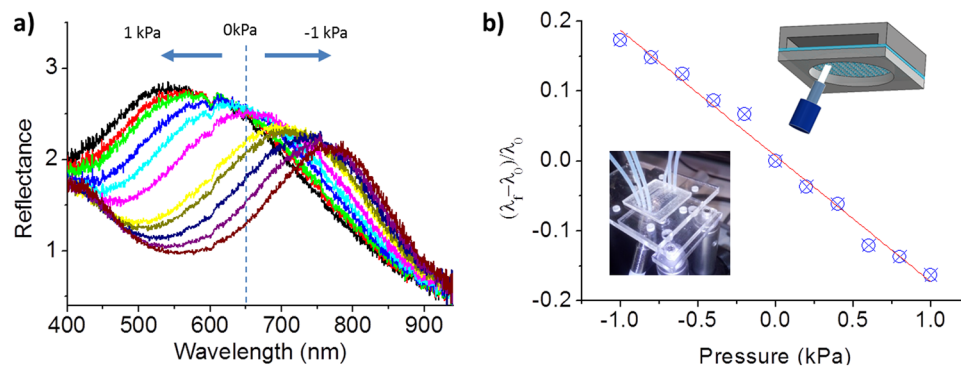 a)
1 kPa 0kPa -1 kPa
3
2
1
Reflectance
400 500 600 700 800 900
Wavelength (nm)
b)
0.2
0.1
0.0
-0.1
-0.2
(λf-λ0)/λ0
-1.0 -0.5 0.0 0.5 1.0
Pressure (kPa)